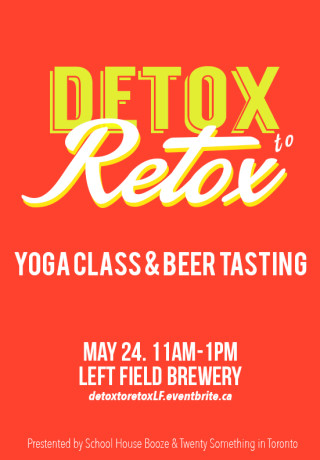 DETOX
to
Retox
YOGA CLASS & BEER TASTING
MAY 24. 11AM-1PM
LEFT FIELD BREWERY
detoxtoretoxLF.eventbrite.ca
Prestented by School House Booze & Twenty Something in Toronto